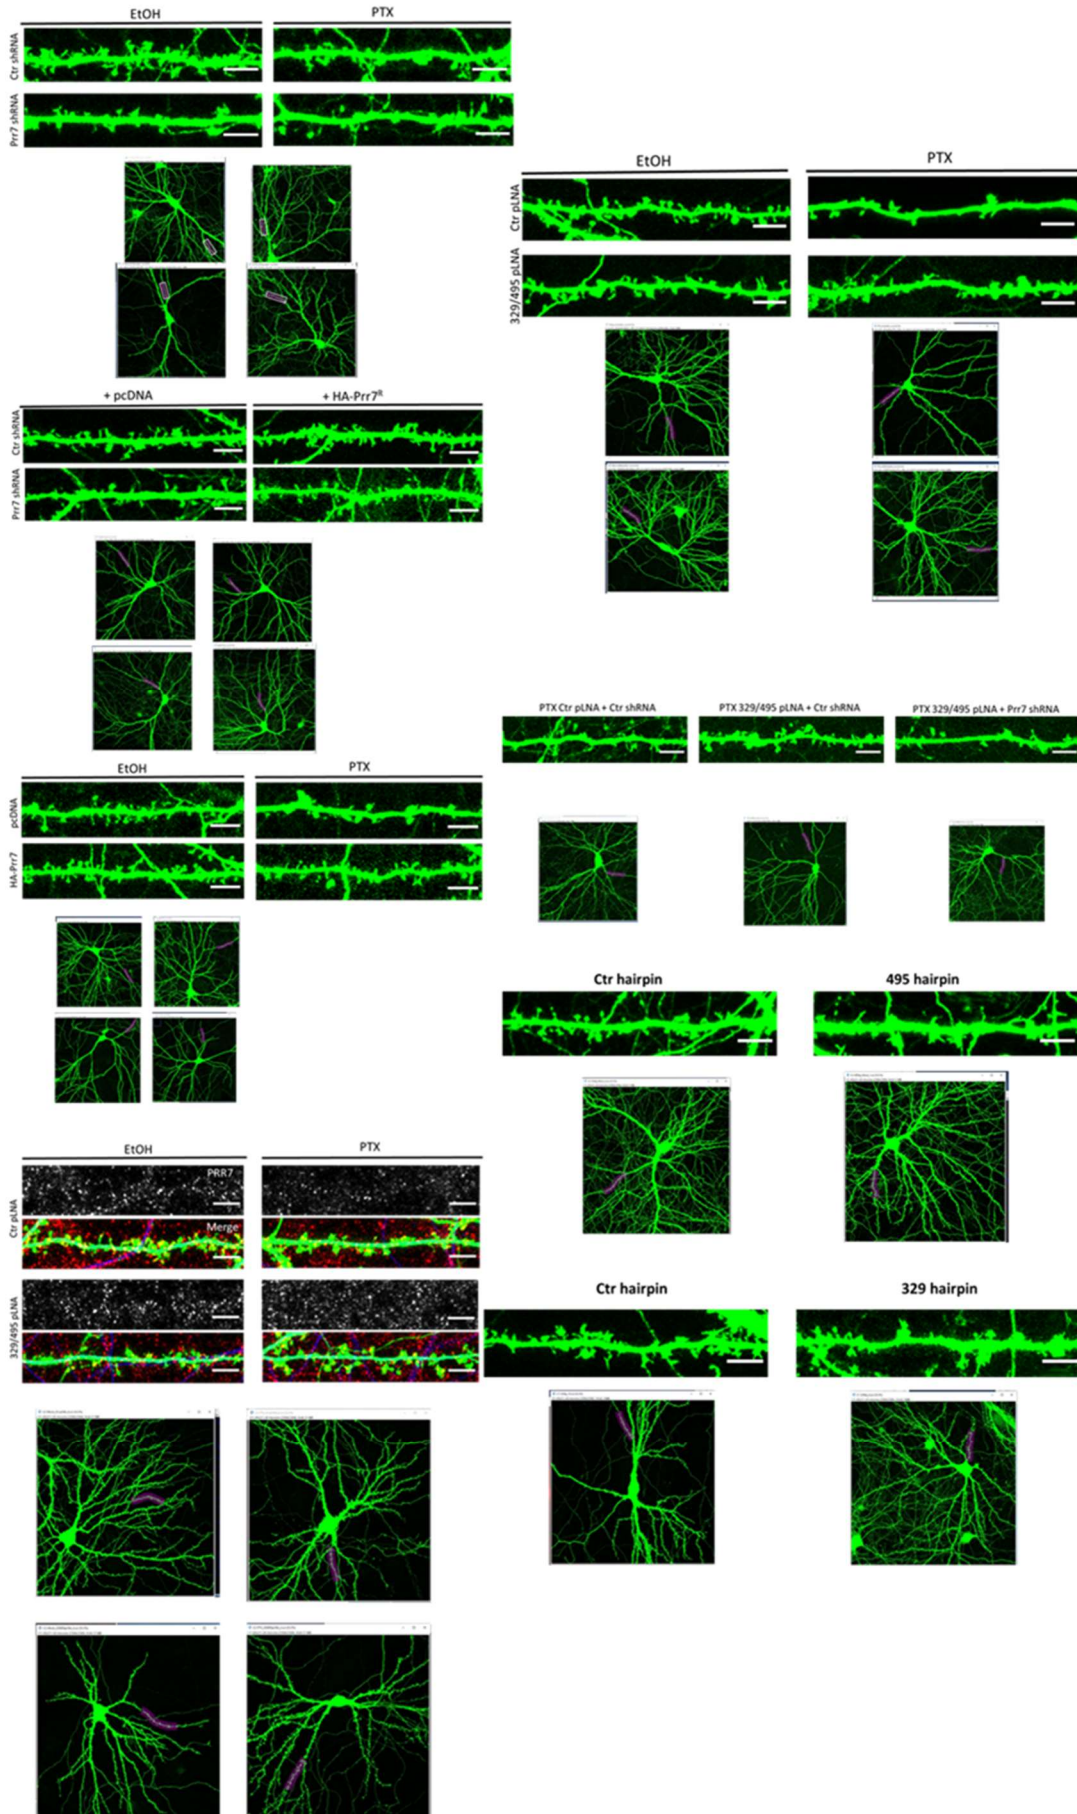 EtOH PTX
Ctr shRNA
Prr7 shRNA
+ pcDNA + HA-Prr7ᴿ
Ctr shRNA
Prr7 shRNA
EtOH PTX
pcDNA
HA-Prr7
EtOH PTX
Ctr pLNA
PRR7
Merge
329/495 pLNA
EtOH PTX
Ctr pLNA
329/495 pLNA
PTX Ctr pLNA + Ctr shRNA PTX 329/495 pLNA + Ctr shRNA PTX 329/495 pLNA + Prr7 shRNA
Ctr hairpin 495 hairpin
Ctr hairpin 329 hairpin